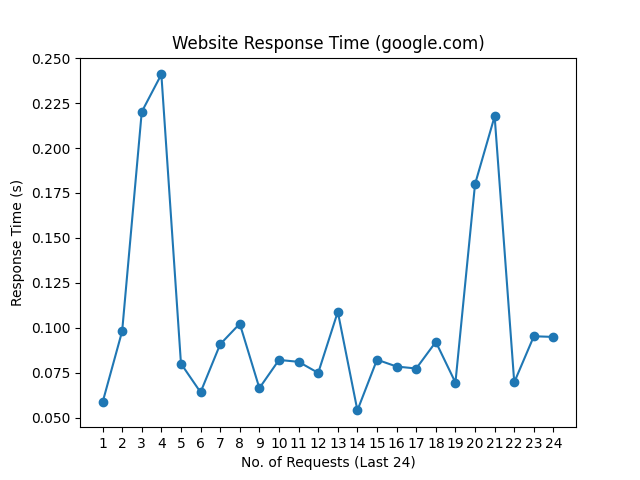 Website Response Time (google.com)
0.250
0.225
0.200
0.175
0.150
0.125
0.100
0.075
0.050
Response Time (s)
1 2 3 4 5 6 7 8 9 10 11 12 13 14 15 16 17 18 19 20 21 22 23 24
No. of Requests (Last 24)